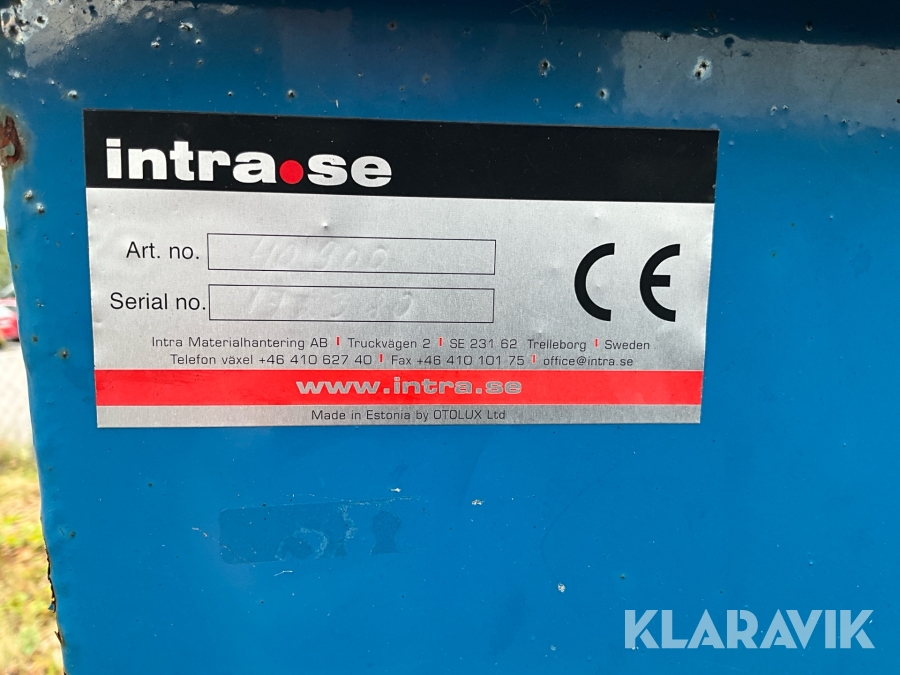 intra.se
Art. no. 410 900
Serial no.
Intra Materialhantering AB Truckvägen 2 SE 231 62 Trelleborg Sweden
Telefon växel +46 410 627 40 Fax +46 410 101 75 office@intra.se
www.intra.se
Made in Estonia by OTOLUX Ltd
CE
KLARAVIK